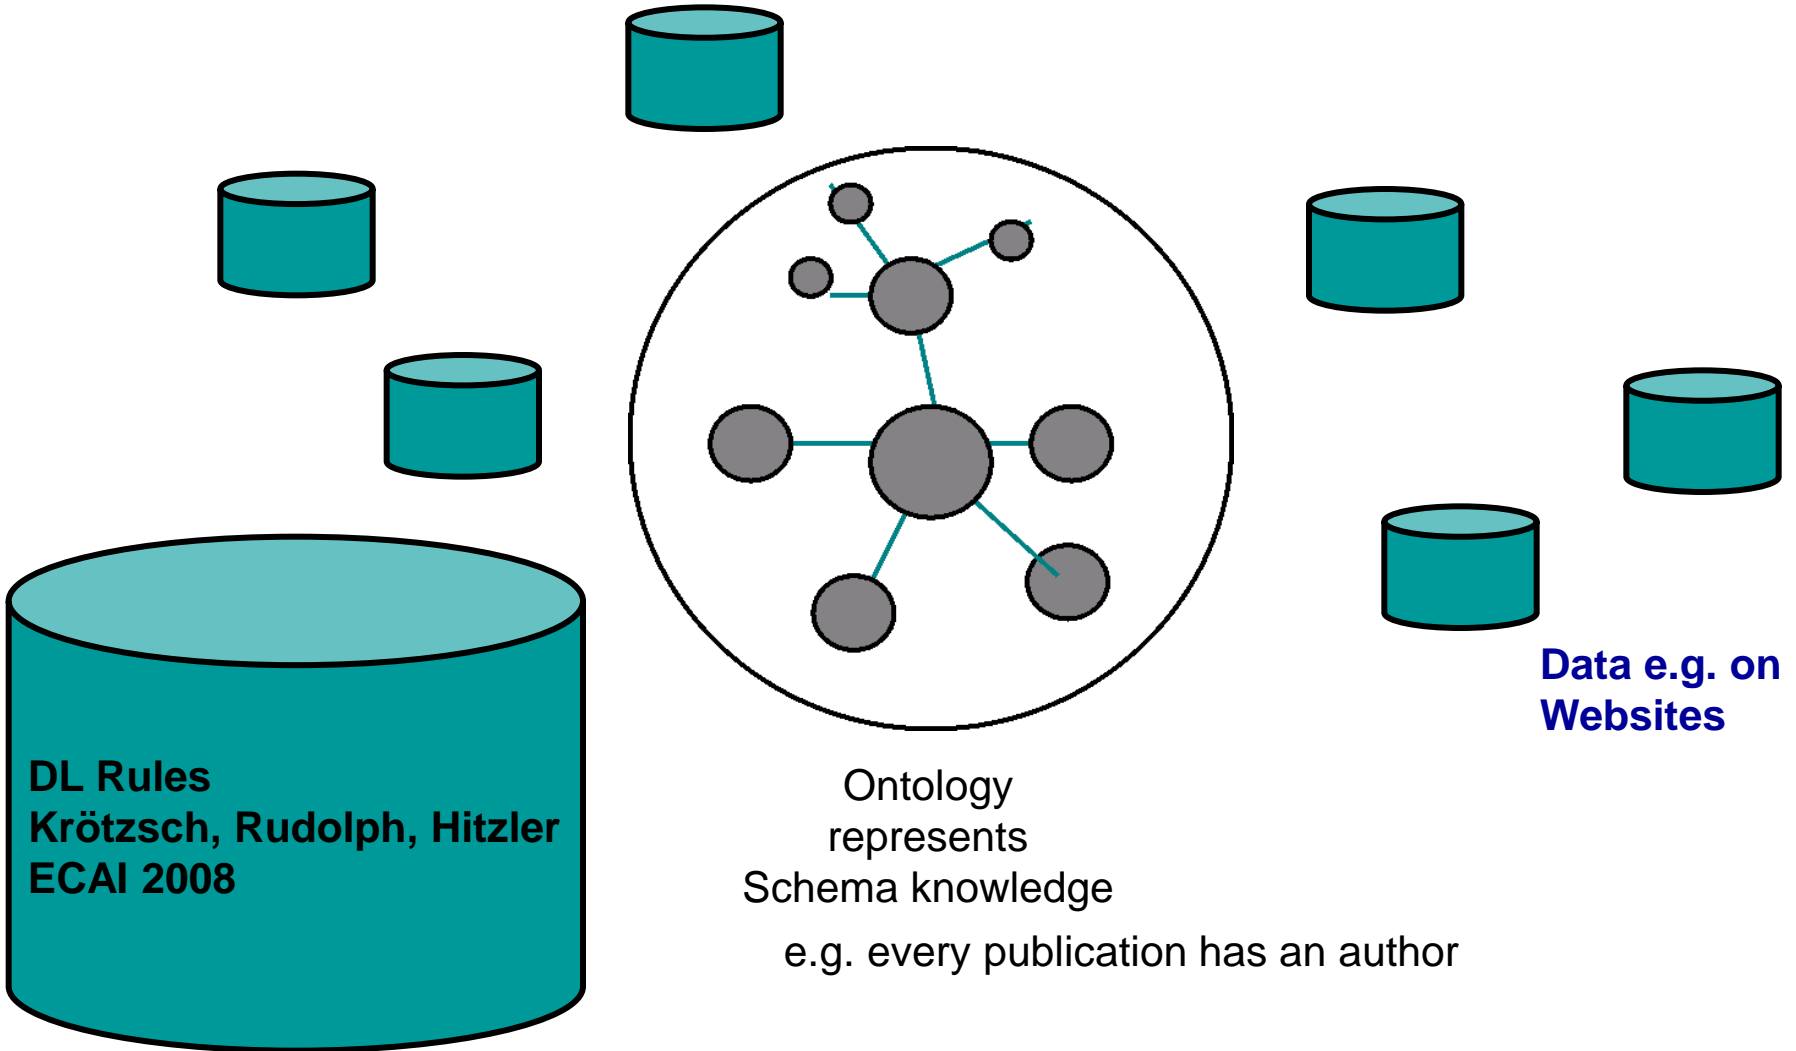 Data e.g. on
Websites
DL Rules
Krötzsch, Rudolph, Hitzler
ECAI 2008
Ontology
represents
Schema knowledge
e.g. every publication has an author